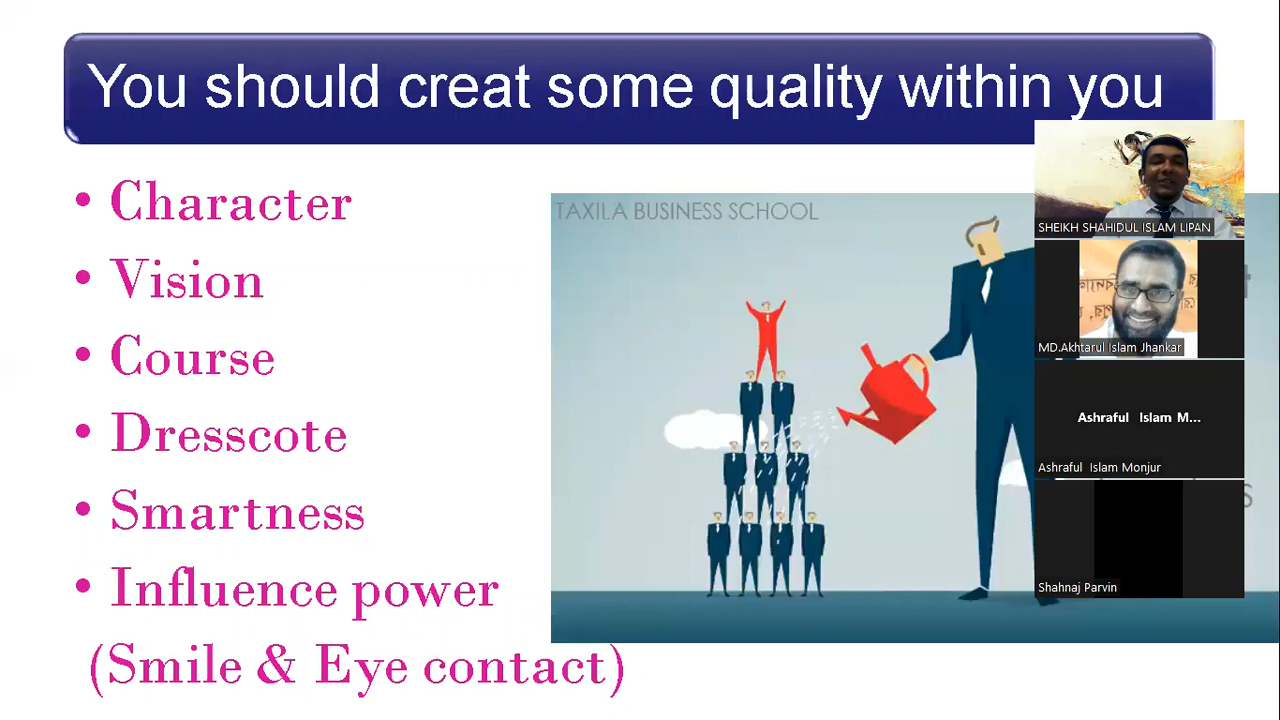 You should creat some quality within you
• Character
• Vision
• Course
• Dresscote
• Smartness
• Influence power
(Smile & Eye contact)
TAXILA BUSINESS SCHOOL
SHEIKH SHAHIDUL ISLAM LIPAN
MD.Akhtarul Islam Jhankar
Ashraful Islam M...
Ashraful Islam Monjur
Shahnaj Parvin